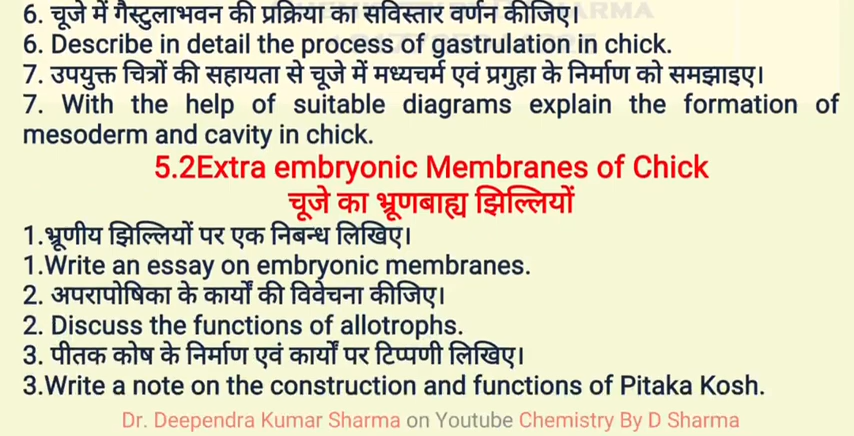 6. चूजे में गैस्टुलाभवन की प्रक्रिया का सविस्तार वर्णन कीजिए।
6. Describe in detail the process of gastrulation in chick.
7. उपयुक्त चित्रों की सहायता से चूजे में मध्यचर्म एवं प्रगुहा के निर्माण को समझाइए।
7. With the help of suitable diagrams explain the formation of
mesoderm and cavity in chick.
5.2Extra embryonic Membranes of Chick
चूजे का भ्रूणबाह्य झिल्लियों
1.भ्रूणीय झिल्लियों पर एक निबन्ध लिखिए।
1.Write an essay on embryonic membranes.
2. अपरापोषिका के कार्यों की विवेचना कीजिए।
2. Discuss the functions of allotrophs.
3. पीतक कोष के निर्माण एवं कार्यों पर टिप्पणी लिखिए।
3.Write a note on the construction and functions of Pitaka Kosh.
Dr. Deependra Kumar Sharma on Youtube Chemistry By D Sharma